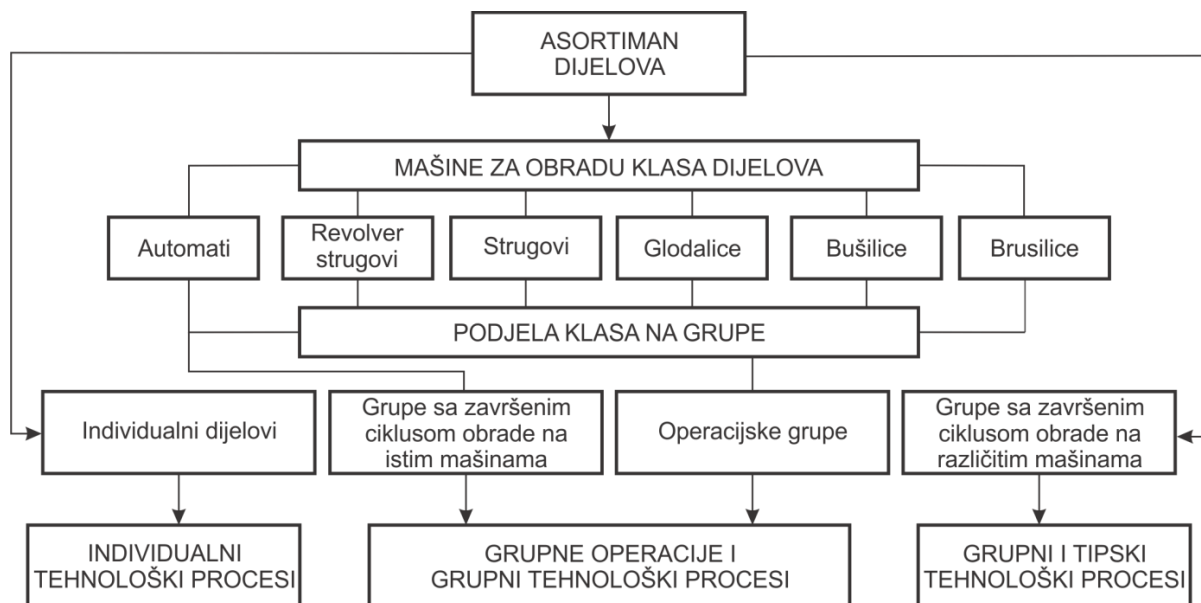 ASORTIMAN
DIJELOVA
MAŠINE ZA OBRADU KLASA DIJELOVA
Automati
Revolver
strugovi
Strugovi
Glodalice
Bušilice
Brusilice
PODJELA KLASA NA GRUPE
Individualni dijelovi
Grupe sa završenim
ciklusom obrade na
istim mašinama
Operacijske grupe
Grupe sa završenim
ciklusom obrade na
različitim mašinama
INDIVIDUALNI
TEHNOLOŠKI PROCESI
GRUPNE OPERACIJE I
GRUPNI TEHNOLOŠKI PROCESI
GRUPNI I TIPSKI
TEHNOLOŠKI PROCESI